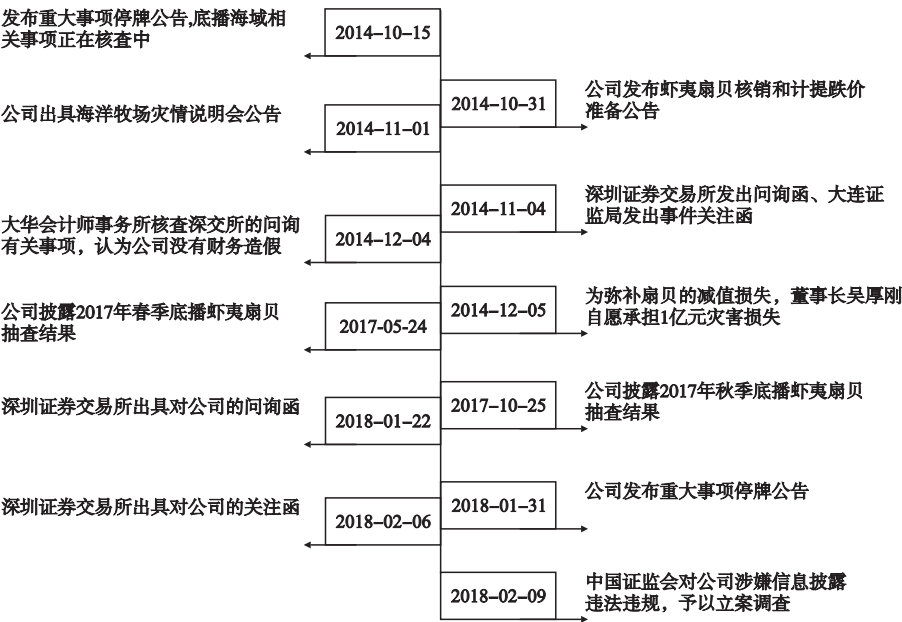 发布重大事项停牌公告,底播海域相
关事项正在核查中
2014–10–15
2014–10–31
公司发布虾夷扇贝核销和计提跌价
准备公告
公司出具海洋牧场灾情说明会公告
2014–11–01
2014–11–04
深圳证券交易所发出问询函、大连证
监局发出事件关注函
大华会计师事务所核查深交所的问询
有关事项，认为公司没有财务造假
2014–12–04
2014–12–05
为弥补扇贝的减值损失，董事长吴厚刚
自愿承担1亿元灾害损失
公司披露2017年春季底播虾夷扇贝
抽查结果
2017-05-24
2017–10–25
公司披露2017年秋季底播虾夷扇贝
抽查结果
深圳证券交易所出具对公司的问询函
2018–01–22
2018–01–31
公司发布重大事项停牌公告
深圳证券交易所出具对公司的关注函
2018–02–06
2018–02–09
中国证监会对公司涉嫌信息披露
违法违规，予以立案调查